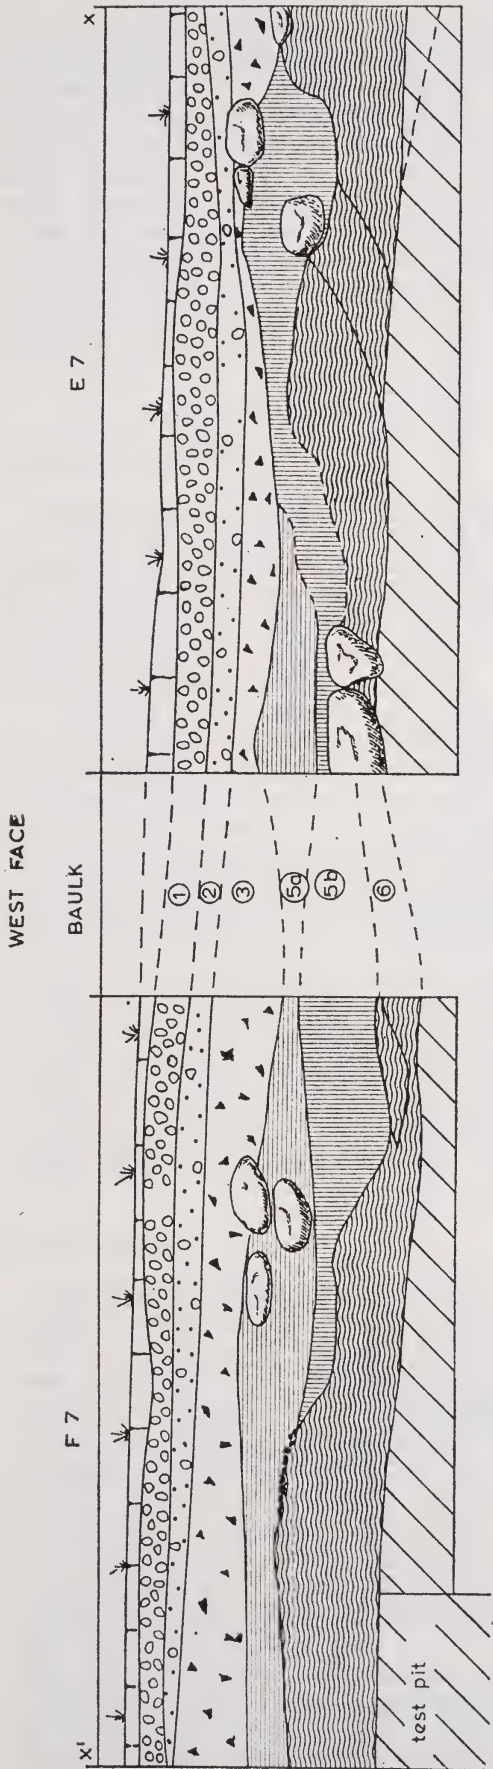 WEST FACE
X' F 7 BAULK E 7 X
①
②
③
5a
5b
⑥
test pit